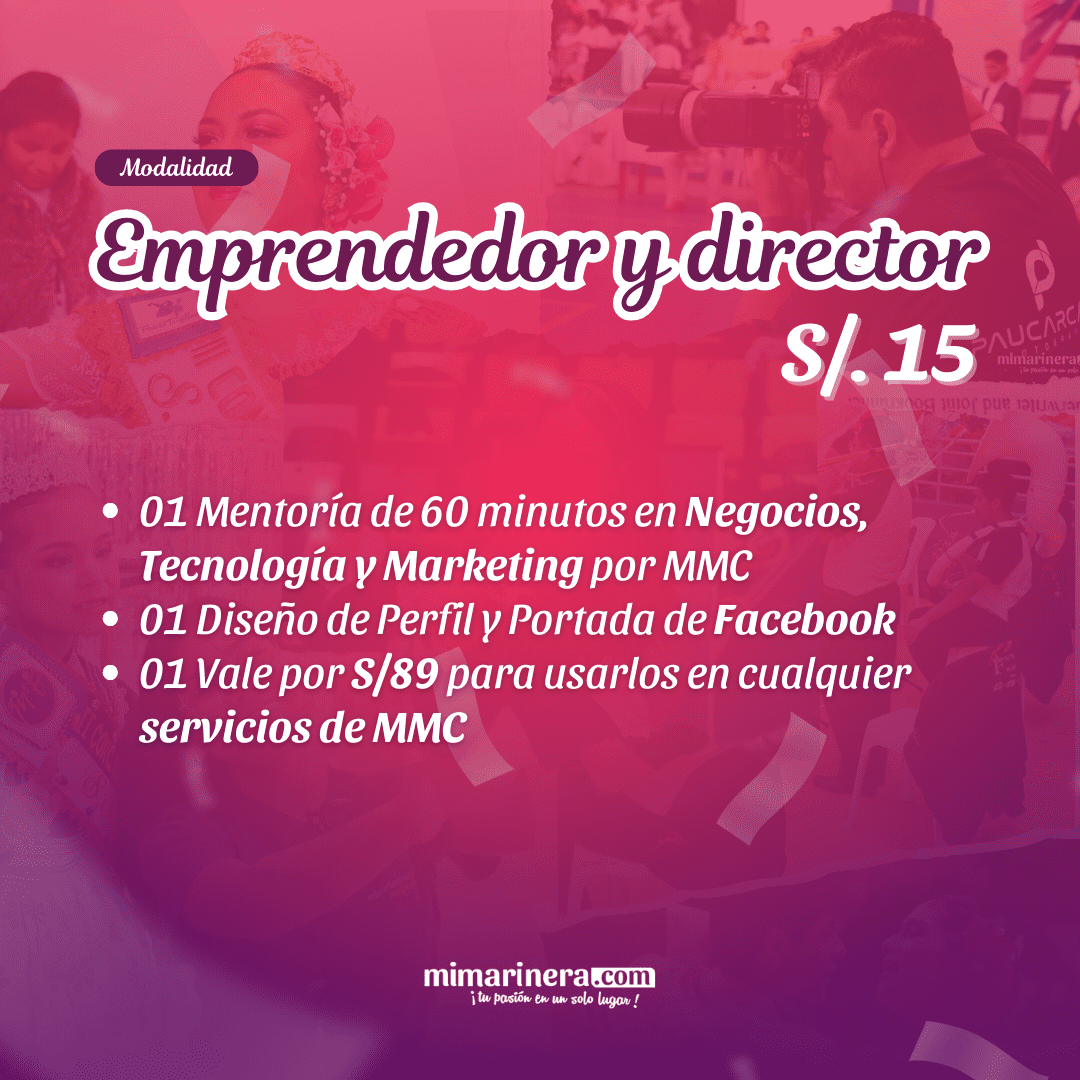 Modalidad
Emprendedor y director
S/. 15
PAUCARC
mimarinera
• 01 Mentoría de 60 minutos en Negocios,
Tecnología y Marketing por MMC
• 01 Diseño de Perfil y Portada de Facebook
• 01 Vale por S/89 para usarlos en cualquier
servicios de MMC
mimarinera.com
¡tu pasión en un solo lugar!